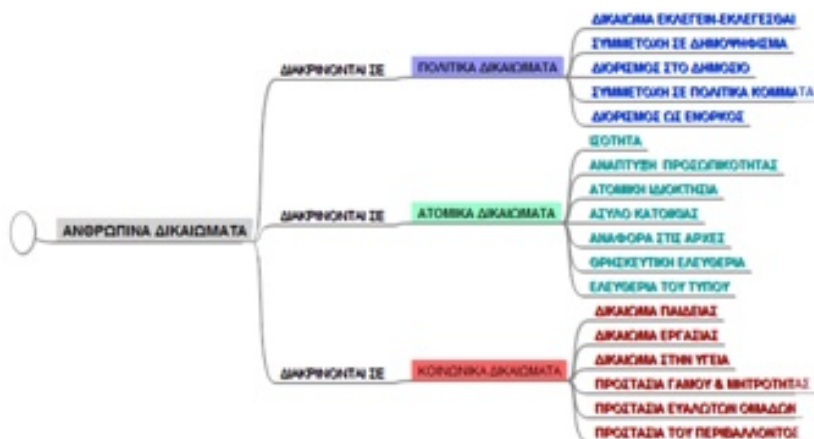 ΑΝΘΡΩΠΙΝΑ ΔΙΚΑΙΩΜΑΤΑ
ΔΙΑΚΡΙΝΟΝΤΑΙ ΣΕ
ΠΟΛΙΤΙΚΑ ΔΙΚΑΙΩΜΑΤΑ
ΔΙΚΑΙΩΜΑ ΕΚΛΕΓΕΙΝ-ΕΚΛΕΓΕΣΘΑΙ
ΣΥΜΜΕΤΟΧΗ ΣΕ ΔΗΜΟΨΗΦΙΣΜΑ
ΔΙΟΡΙΣΜΟΣ ΣΤΟ ΔΗΜΟΣΙΟ
ΣΥΜΜΕΤΟΧΗ ΣΕ ΠΟΛΙΤΙΚΑ ΚΟΜΜΑΤΑ
ΔΙΟΡΙΣΜΟΣ ΩΣ ΕΝΟΡΚΟΣ
ΔΙΑΚΡΙΝΟΝΤΑΙ ΣΕ
ΑΤΟΜΙΚΑ ΔΙΚΑΙΩΜΑΤΑ
ΙΣΟΤΗΤΑ
ΑΝΑΠΤΥΞΗ ΠΡΟΣΩΠΙΚΟΤΗΤΑΣ
ΑΤΟΜΙΚΗ ΙΔΙΟΚΤΗΣΙΑ
ΑΣΥΛΟ ΚΑΤΟΙΚΙΑΣ
ΑΝΑΦΟΡΑ ΣΤΙΣ ΑΡΧΕΣ
ΘΡΗΣΚΕΥΤΙΚΗ ΕΛΕΥΘΕΡΙΑ
ΕΛΕΥΘΕΡΙΑ ΤΟΥ ΤΥΠΟΥ
ΔΙΑΚΡΙΝΟΝΤΑΙ ΣΕ
ΚΟΙΝΩΝΙΚΑ ΔΙΚΑΙΩΜΑΤΑ
ΔΙΚΑΙΩΜΑ ΠΑΙΔΕΙΑΣ
ΔΙΚΑΙΩΜΑ ΕΡΓΑΣΙΑΣ
ΔΙΚΑΙΩΜΑ ΣΤΗΝ ΥΓΕΙΑ
ΠΡΟΣΤΑΣΙΑ ΓΑΜΟΥ & ΜΗΤΡΟΤΗΤΑΣ
ΠΡΟΣΤΑΣΙΑ ΕΥΑΛΩΤΩΝ ΟΜΑΔΩΝ
ΠΡΟΣΤΑΣΙΑ ΤΟΥ ΠΕΡΙΒΑΛΛΟΝΤΟΣ